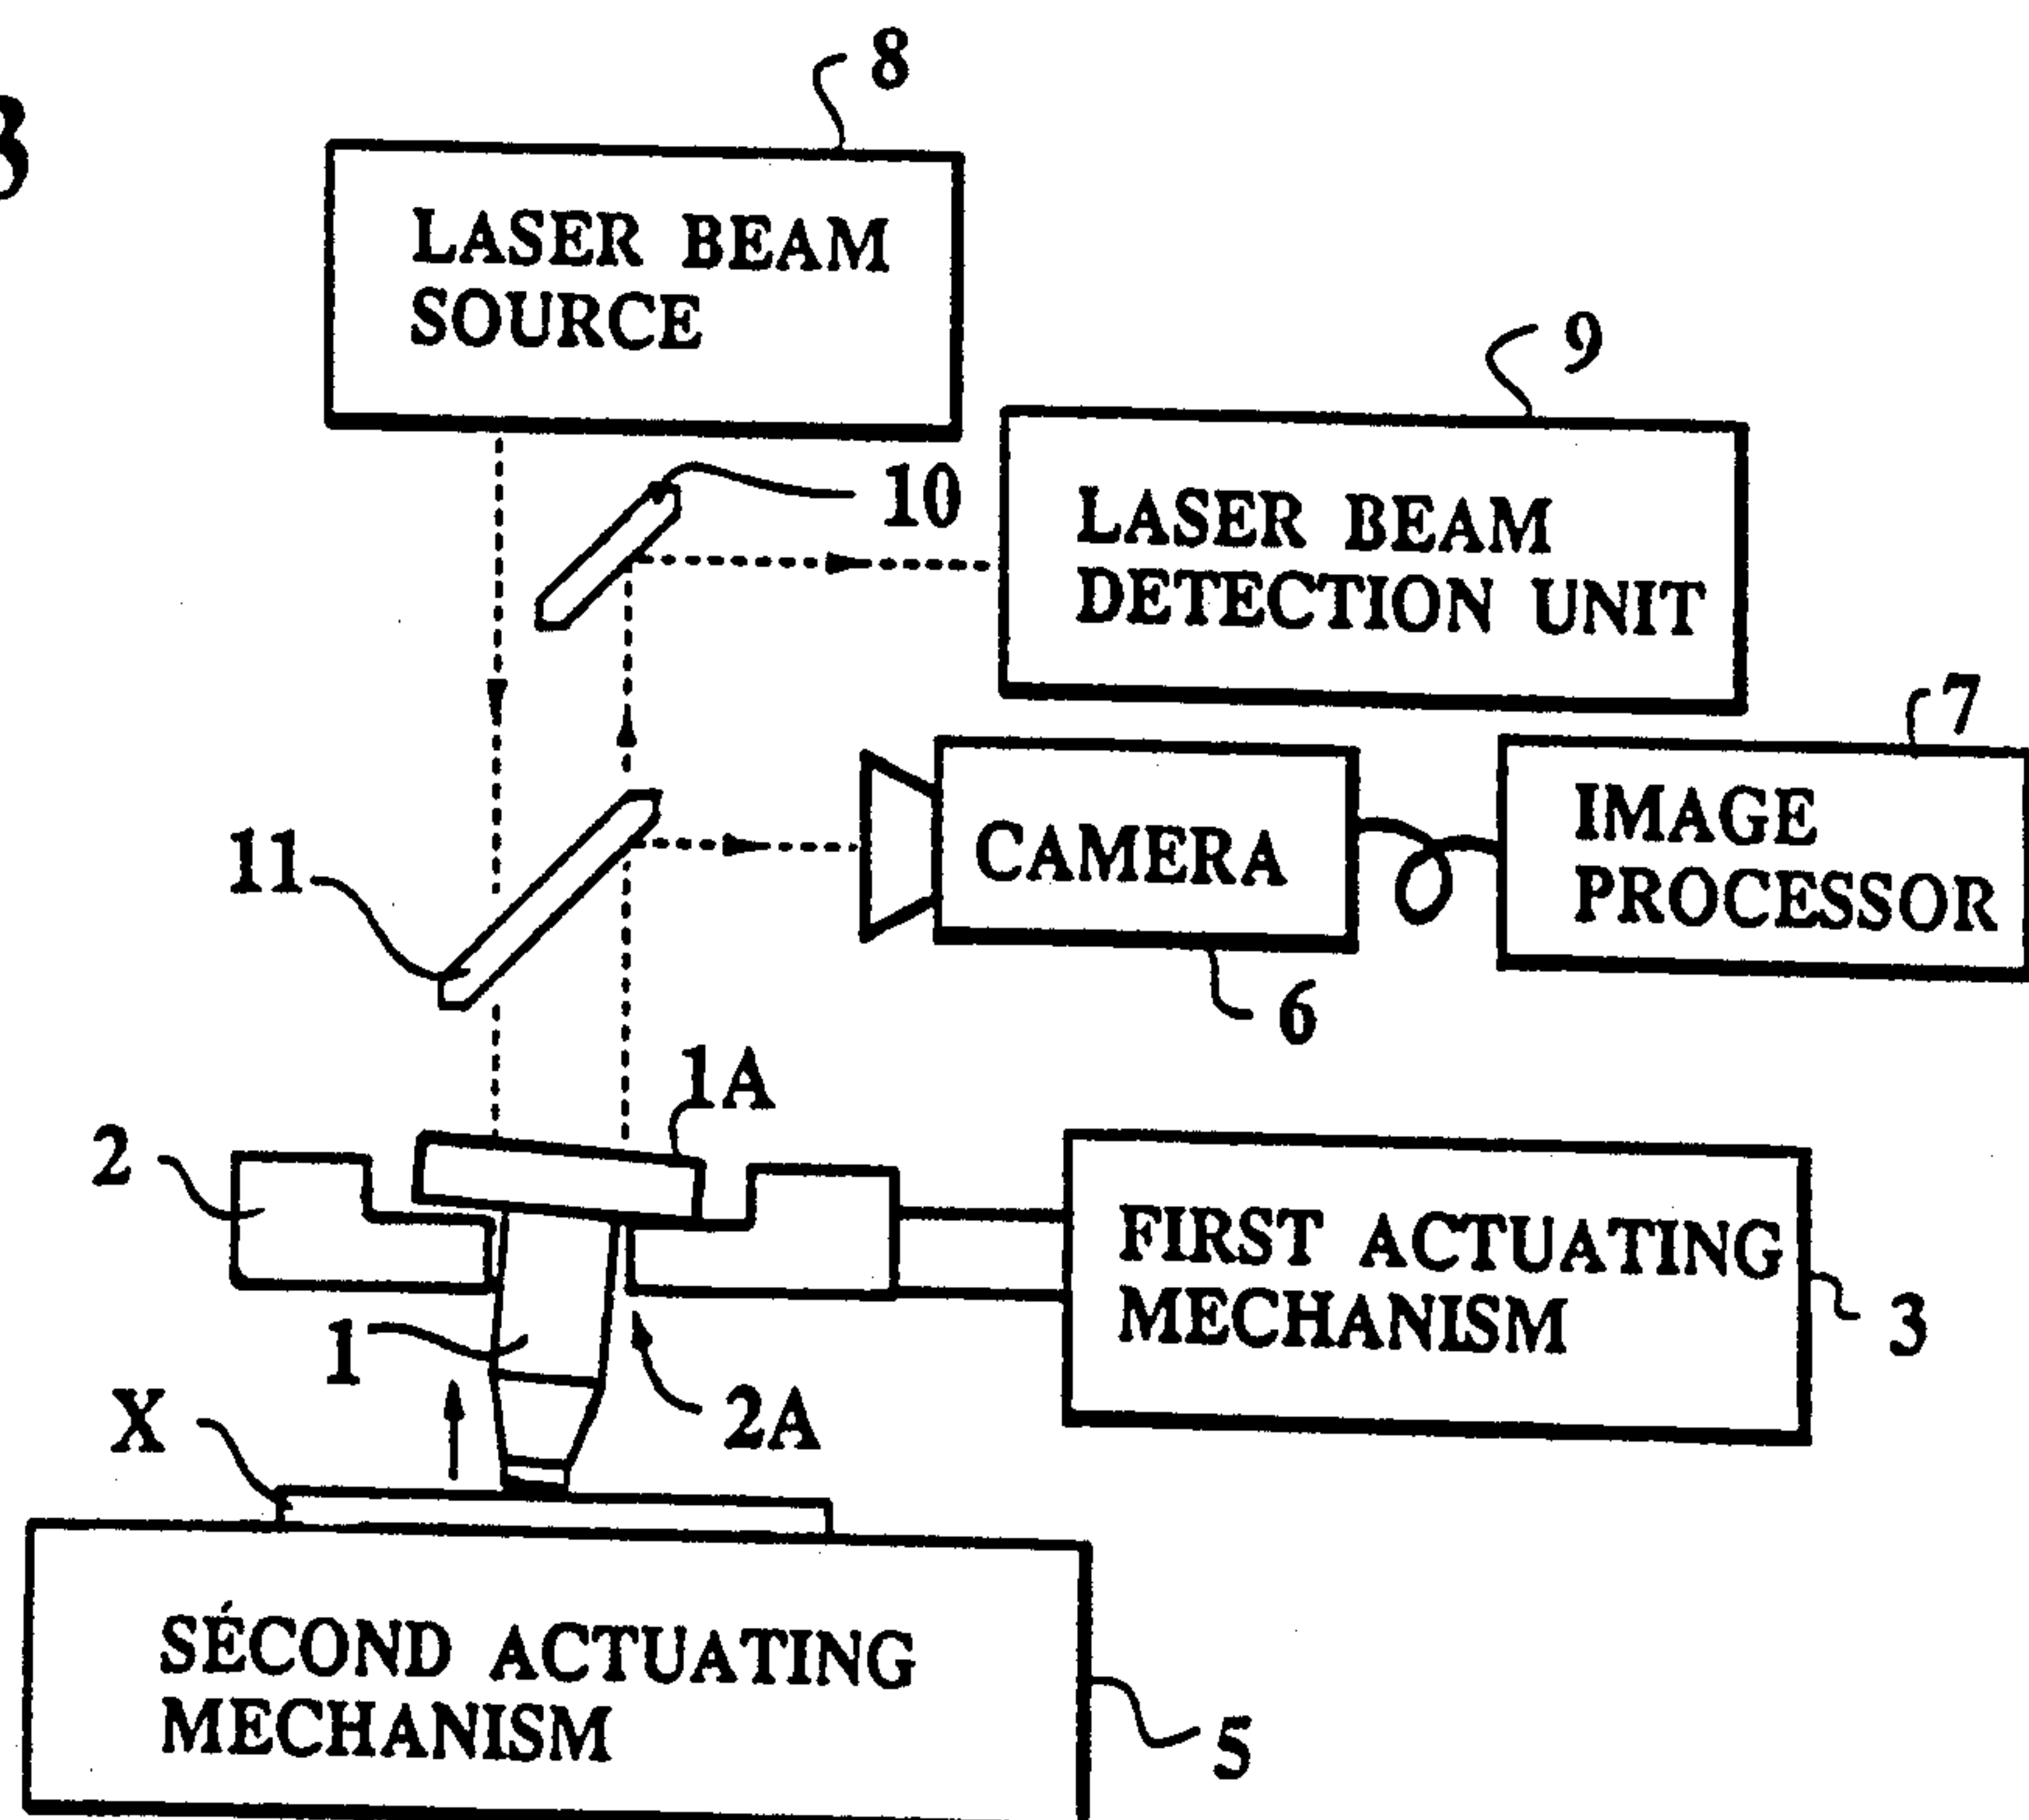 8
LASER BEAM
SOURCE
9
10
LASER BEAM
DETECTION UNIT
7
11
CAMERA
IMAGE
PROCESSOR
6
1A
2
FIRST ACTUATING
MECHANISM
3
1
2A
X
SÉCOND ACTUATING
MECHANISM
5